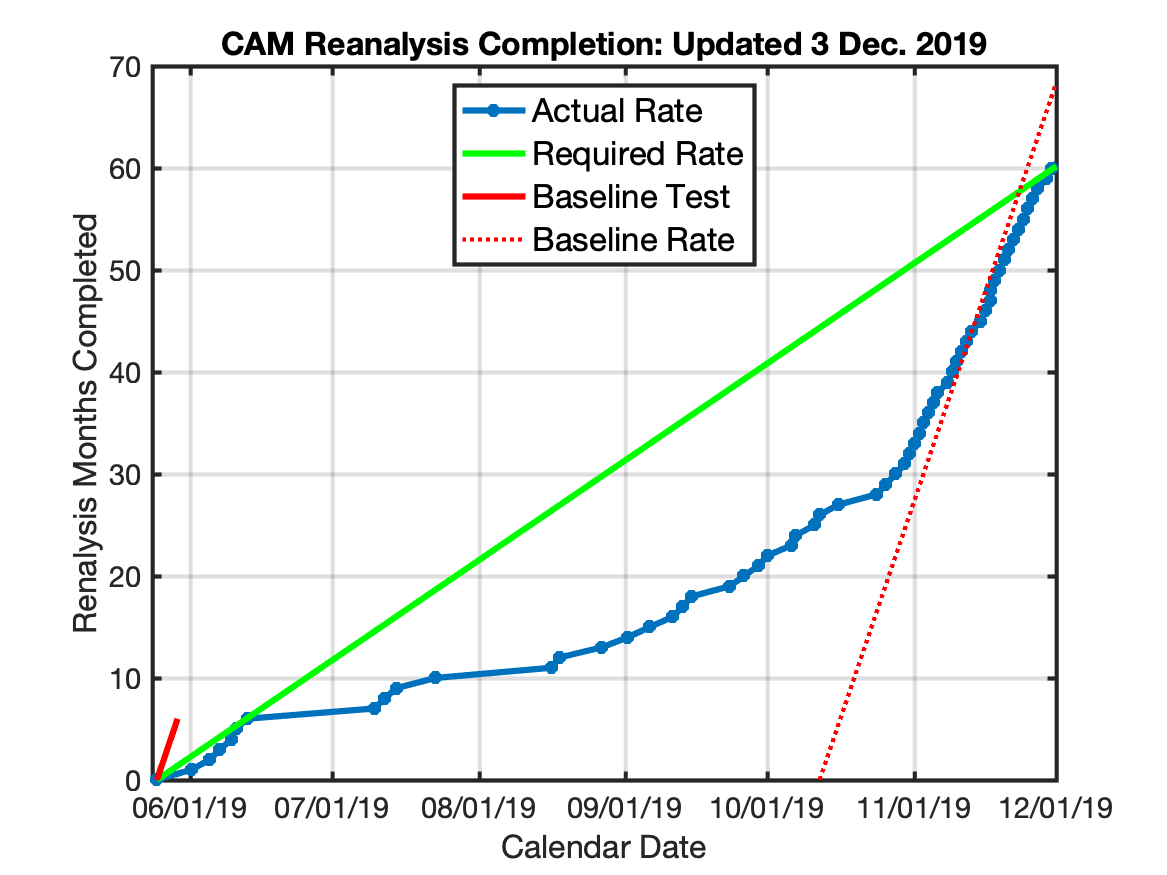 CAM Reanalysis Completion: Updated 3 Dec. 2019
Actual Rate
Required Rate
Baseline Test
Baseline Rate
Renalysis Months Completed
70
60
50
40
30
20
10
0
06/01/19 07/01/19 08/01/19 09/01/19 10/01/19 11/01/19 12/01/19
Calendar Date